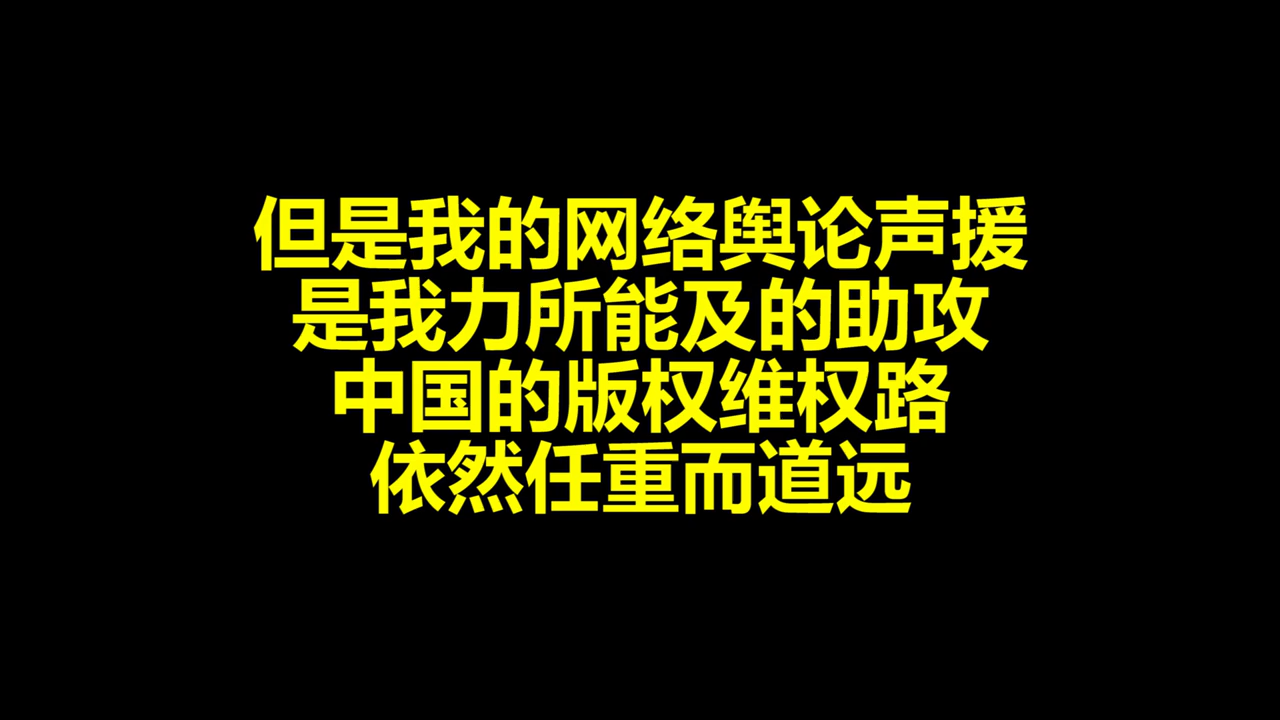 但是我的网络舆论声援
是我力所能及的助攻
中国的版权维权路
依然任重而道远